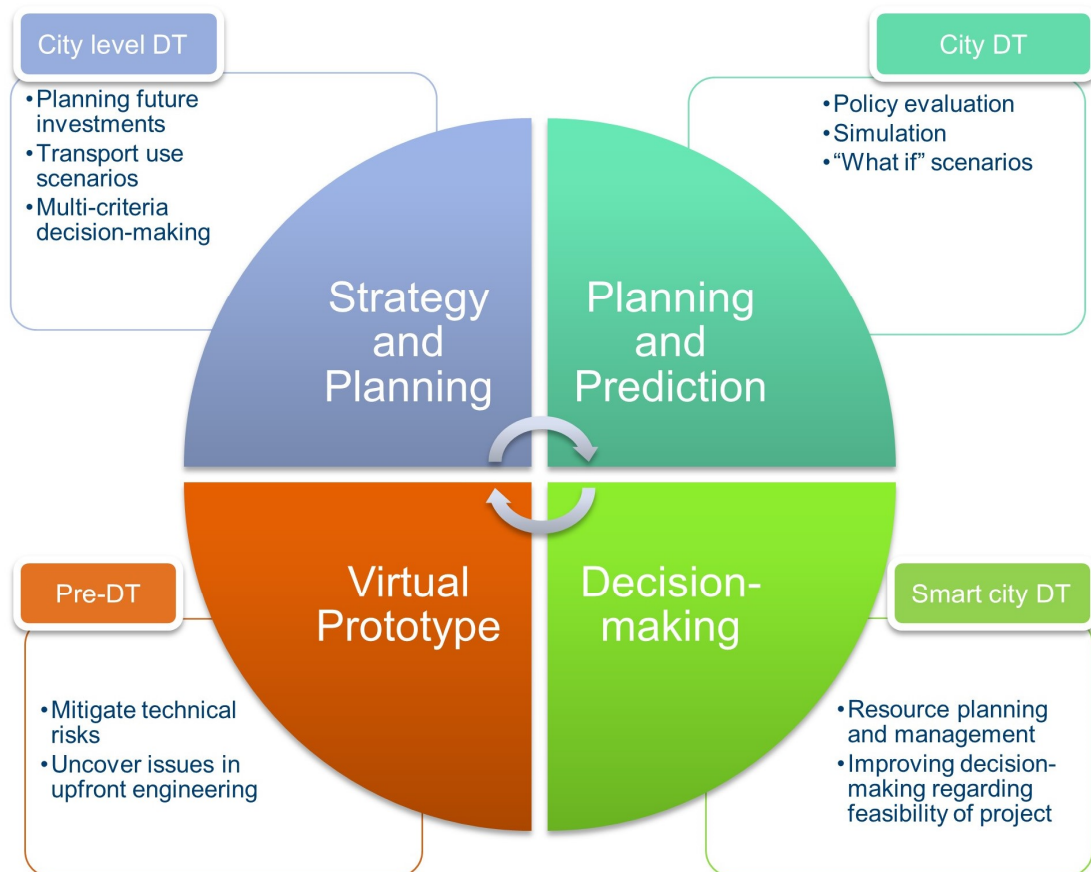 City level DT
•Planning future
investments
•Transport use
scenarios
•Multi-criteria
decision-making
City DT
•Policy evaluation
•Simulation
•“What if” scenarios
Strategy
and
Planning
Planning
and
Prediction
Virtual
Prototype
Decision-
making
Pre-DT
•Mitigate technical
risks
•Uncover issues in
upfront engineering
Smart city DT
•Resource planning
and management
•Improving decision-
making regarding
feasibility of project